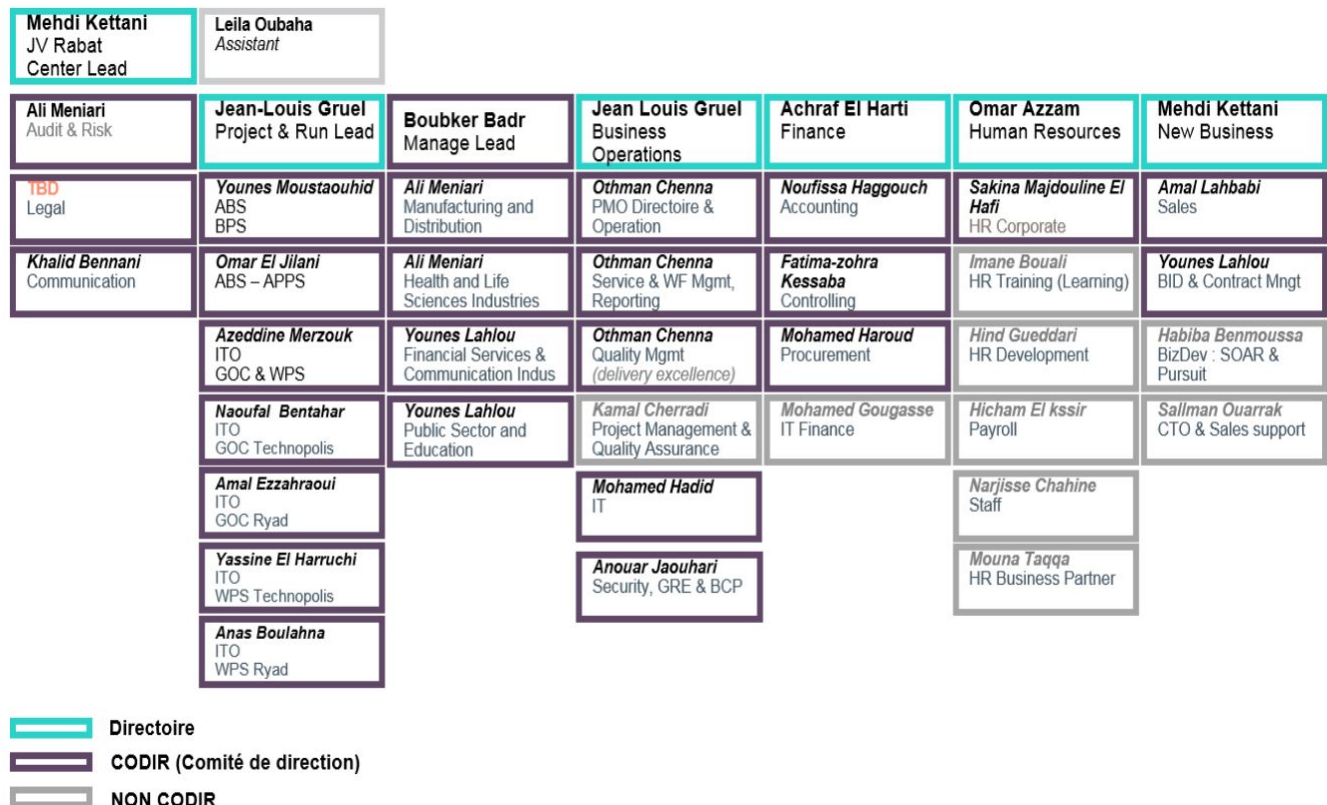 Mehdi Kettani
JV Rabat
Center Lead
Leila Oubaha
Assistant
Ali Meniari
Audit & Risk
Jean-Louis Gruel
Project & Run Lead
Boubker Badr
Manage Lead
Jean Louis Gruel
Business
Operations
Achraf El Harti
Finance
Omar Azzam
Human Resources
Mehdi Kettani
New Business
TBD
Legal
Younes Moustaouhid
ABS
BPS
Ali Meniari
Manufacturing and
Distribution
Othman Chenna
PMO Directoire &
Operation
Noufissa Haggouch
Accounting
Sakina Majdouline El
Hafi
HR Corporate
Amal Lahbabi
Sales
Khalid Bennani
Communication
Omar El Jilani
ABS – APPS
Ali Meniari
Health and Life
Sciences Industries
Othman Chenna
Service & WF Mgmt,
Reporting
Fatima-zohra
Kessaba
Controlling
Imane Bouali
HR Training (Learning)
Younes Lahlou
BID & Contract Mngt
Azeddine Merzouk
ITO
GOC & WPS
Younes Lahlou
Financial Services &
Communication Indus
Othman Chenna
Quality Mgmt
(delivery excellence)
Mohamed Haroud
Procurement
Hind Gueddari
HR Development
Habiba Benmoussa
BizDev : SOAR &
Pursuit
Naoufal Bentahar
ITO
GOC Technopolis
Younes Lahlou
Public Sector and
Education
Kamal Cherradi
Project Management &
Quality Assurance
Mohamed Gougasse
IT Finance
Hicham El kssir
Payroll
Sallman Ouarrak
CTO & Sales support
Amal Ezzahraoui
ITO
GOC Ryad
Mohamed Hadid
IT
Narjisse Chahine
Staff
Yassine El Harruchi
ITO
WPS Technopolis
Anouar Jaouhari
Security, GRE & BCP
Mouna Taqqa
HR Business Partner
Anas Boulahna
ITO
WPS Ryad
Directoire
CODIR (Comité de direction)
NON CODIR